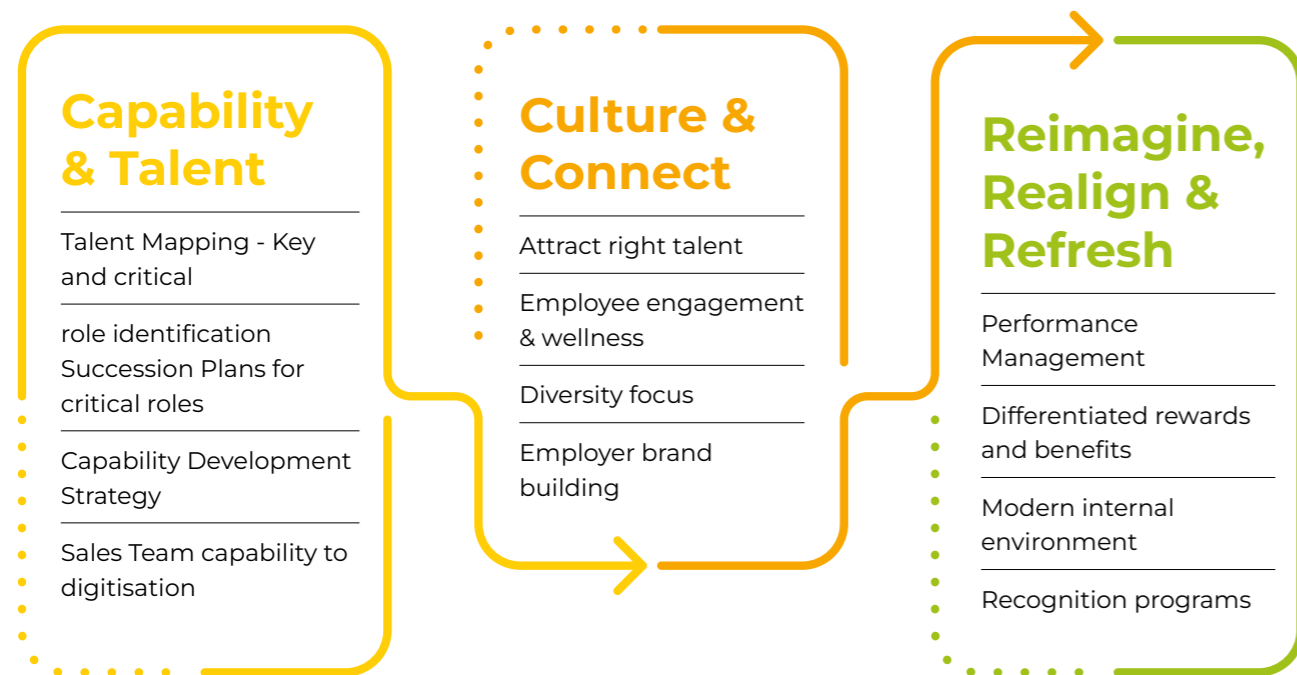 Capability
& Talent
Talent Mapping - Key
and critical
role identification
Succession Plans for
critical roles
Capability Development
Strategy
Sales Team capability to
digitisation
Culture &
Connect
Attract right talent
Employee engagement
& wellness
Diversity focus
Employer brand
building
Reimagine,
Realign &
Refresh
Performance
Management
Differentiated rewards
and benefits
Modern internal
environment
Recognition programs